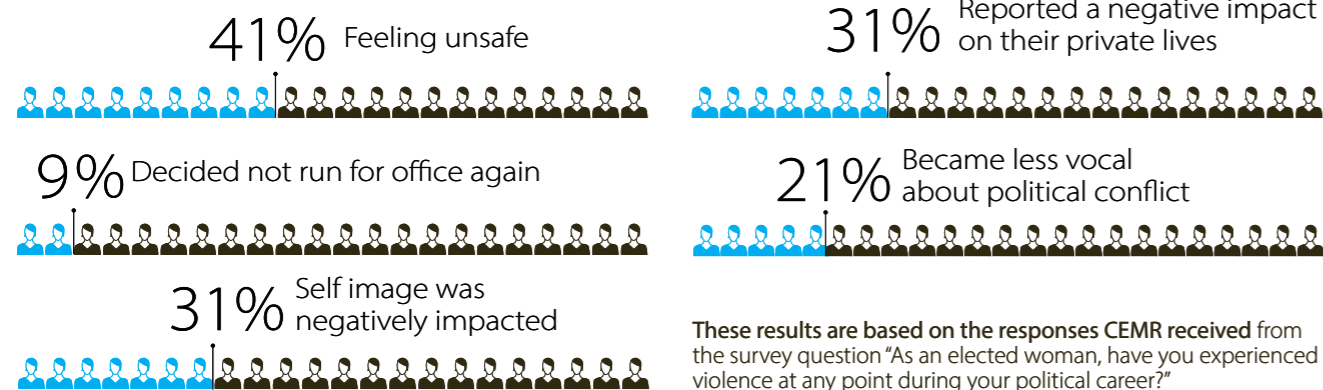 41% Feeling unsafe
9% Decided not run for office again
31% Self image was
negatively impacted
31% Reported a negative impact
on their private lives
21% Became less vocal
about political conflict
These results are based on the responses CEMR received from
the survey question “As an elected woman, have you experienced
violence at any point during your political career?”